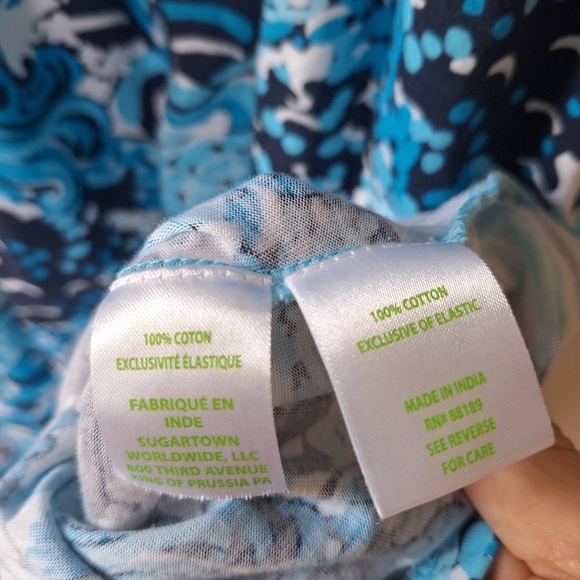 100% COTON
EXCLUSIVITÉ ÉLASTIQUE
FABRIQUÉ EN
INDE
SUGARTOWN
WORLDWIDE, LLC
800 THIRD AVENUE
KING OF PRUSSIA PA
100% COTTON
EXCLUSIVE OF ELASTIC
MADE IN INDIA
RN# 88189
SEE REVERSE
FOR CARE